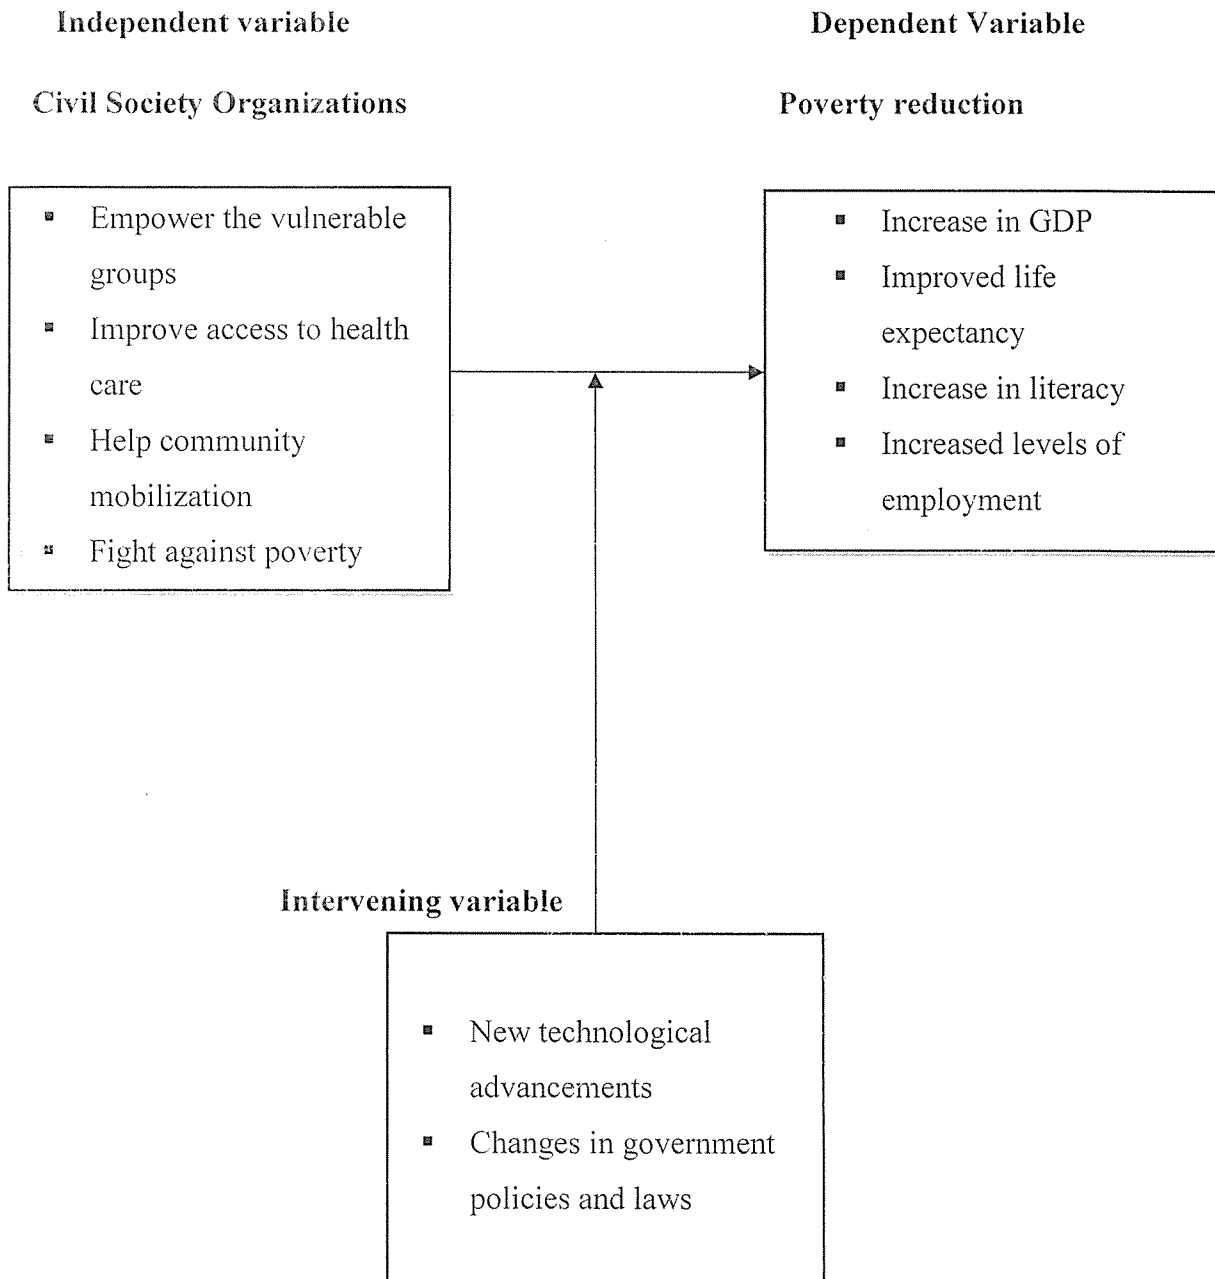 Independent variable
Dependent Variable
Civil Society Organizations
Poverty reduction
▪ Empower the vulnerable
groups
▪ Improve access to health
care
▪ Help community
mobilization
▪ Fight against poverty
▪ Increase in GDP
▪ Improved life
expectancy
▪ Increase in literacy
▪ Increased levels of
employment
Intervening variable
▪ New technological
advancements
▪ Changes in government
policies and laws